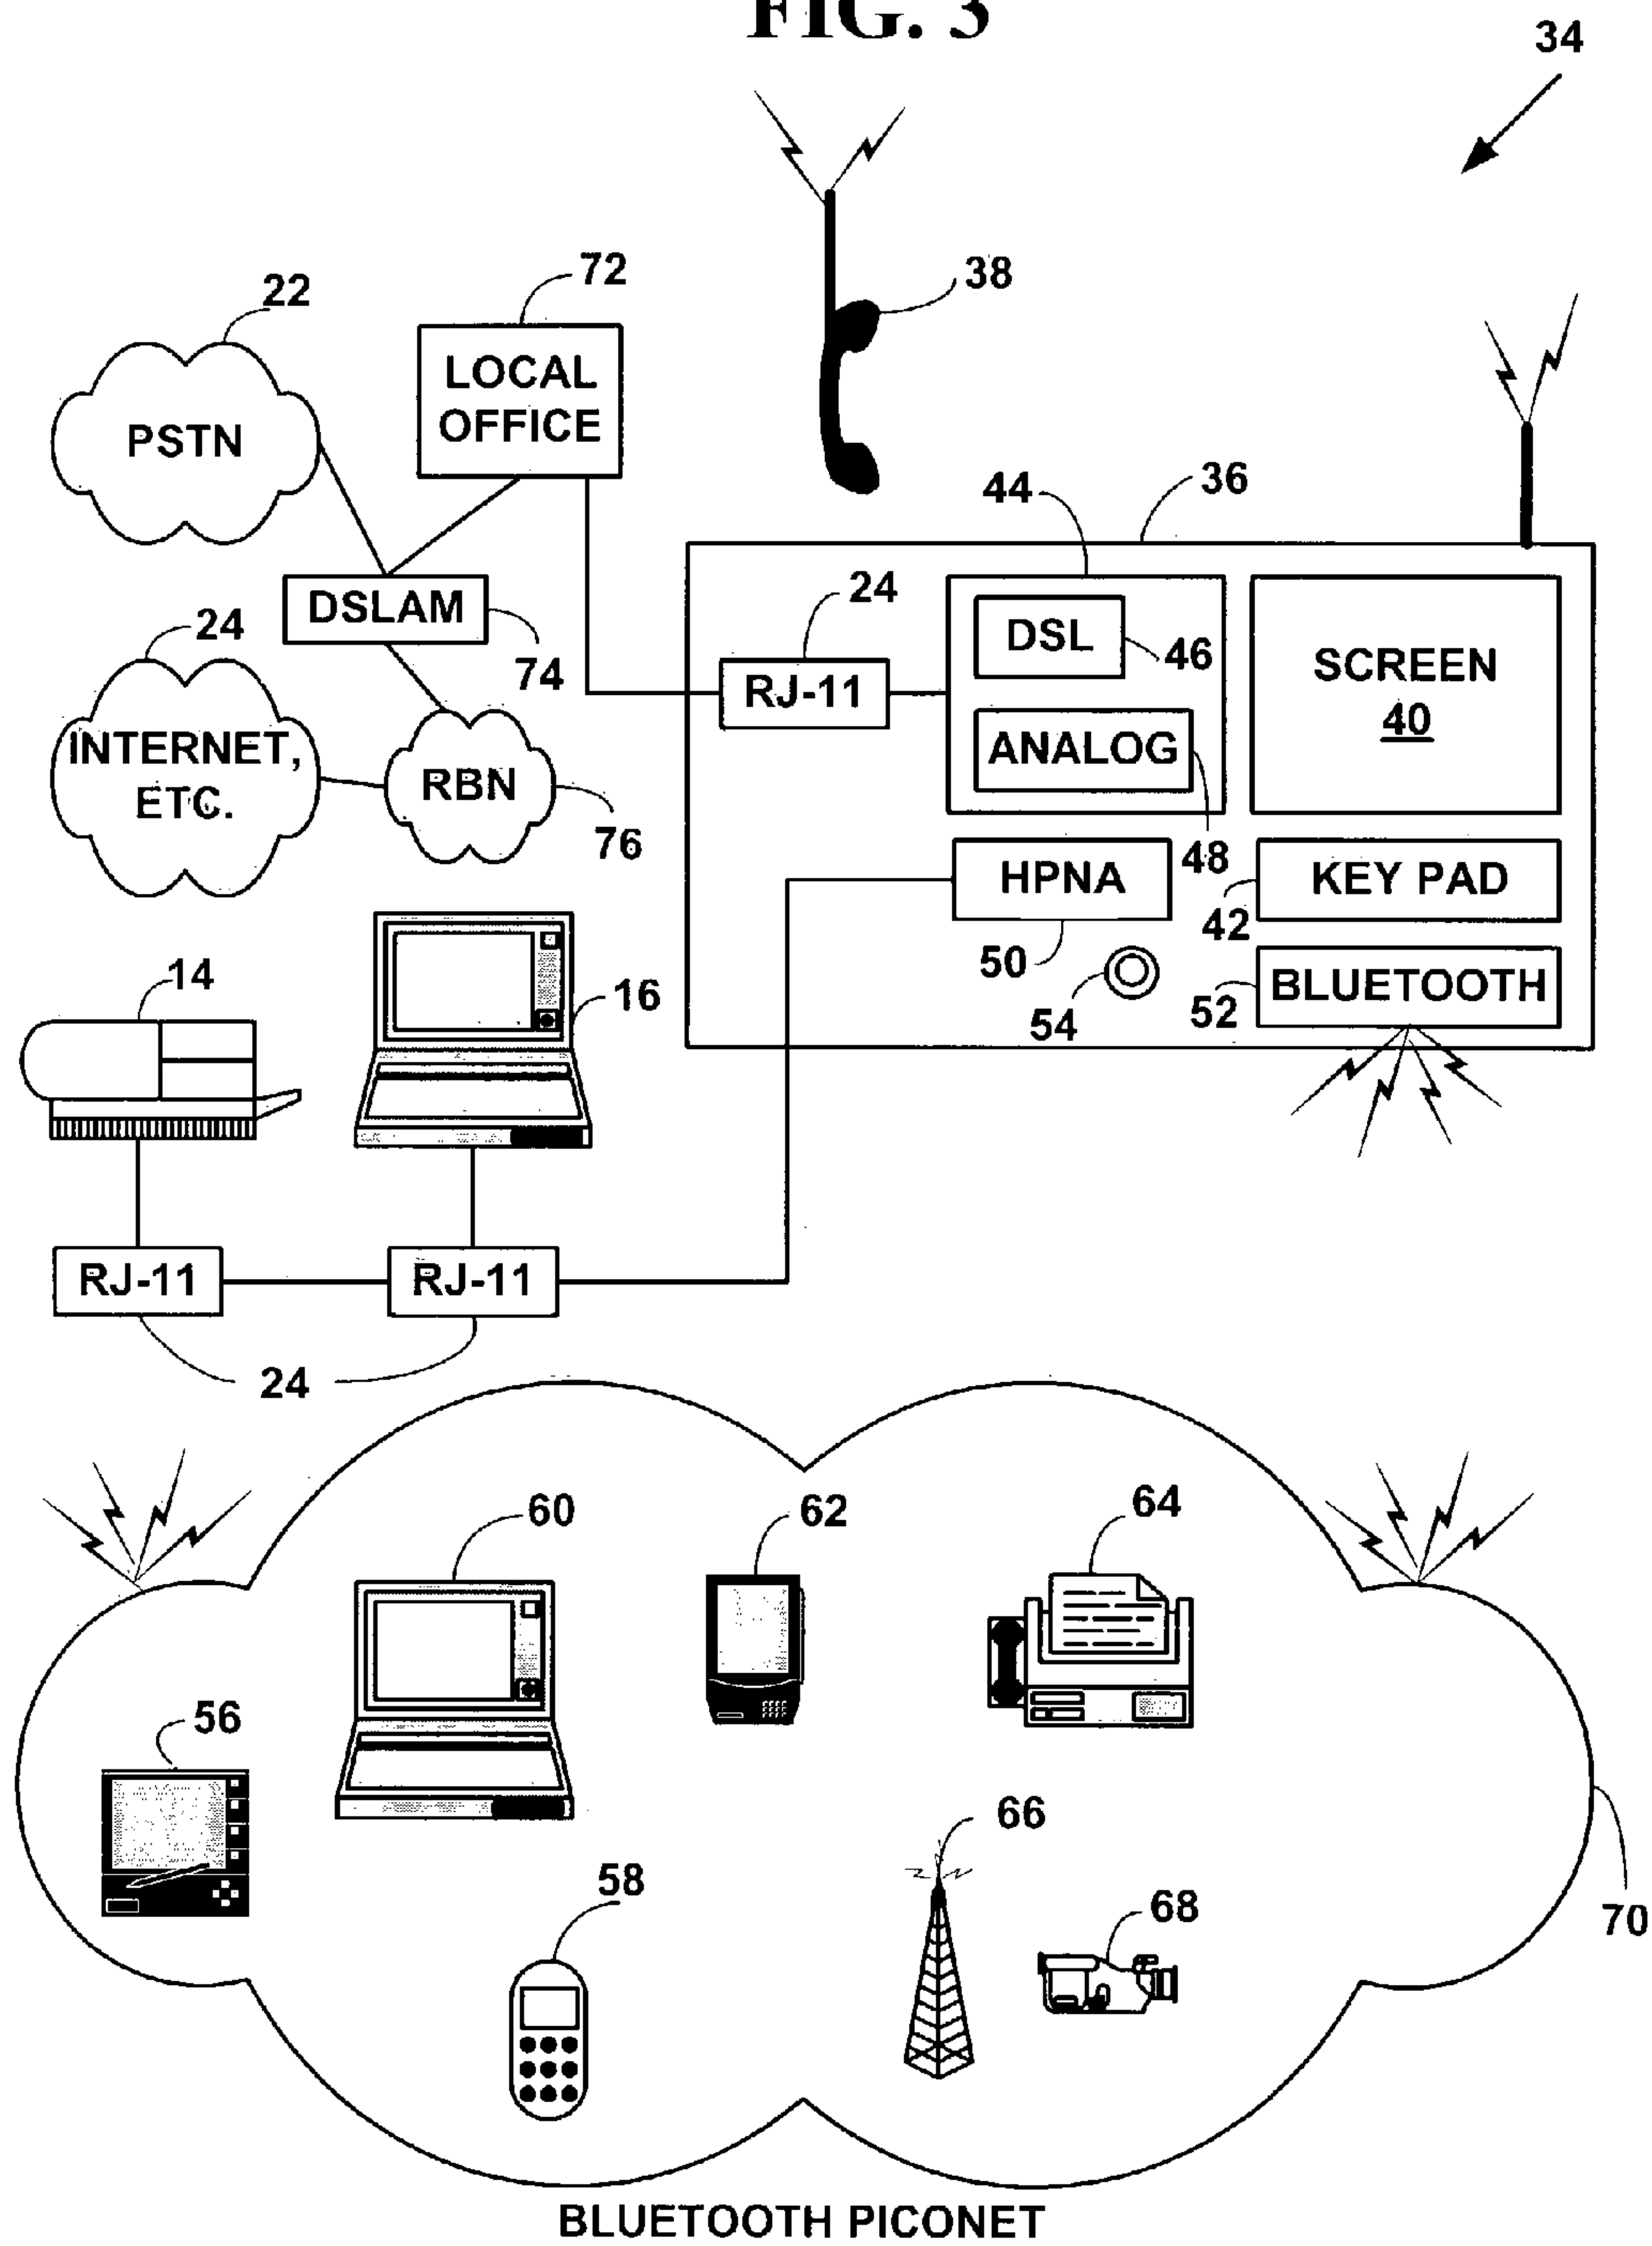 FIG. 3
34
72
38
22
LOCAL
OFFICE
PSTN
44
36
DSLAM
24
24
DSL
46
SCREEN
40
74
RJ-11
INTERNET,
ETC.
RBN
ANALOG
76
48
HPNA
KEY PAD
42
50
14
16
54
52
BLUETOOTH
RJ-11
RJ-11
24
60
62
64
56
66
58
68
70
BLUETOOTH PICONET